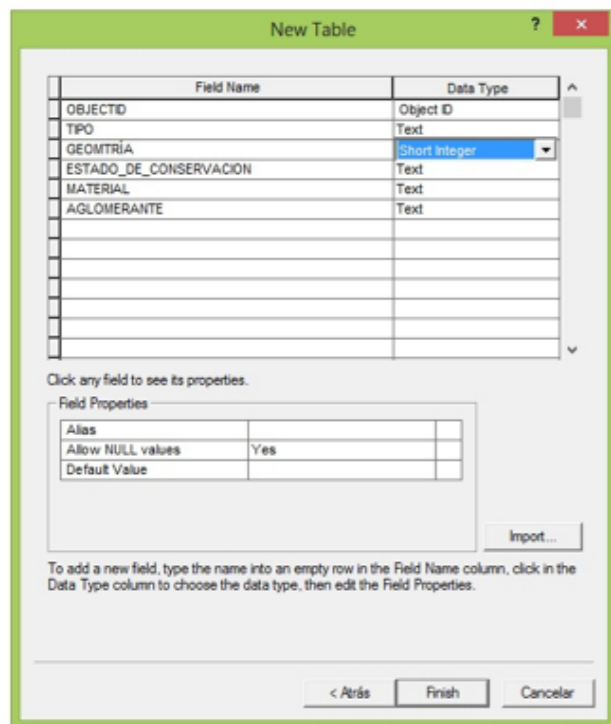 New Table
?
×
Field Name Data Type
OBJECTID Object ID
TIPO Text
GEOMTRÍA Short Integer
ESTADO_DE_CONSERVACION Text
MATERIAL Text
AGLOMERANTE Text
Click any field to see its properties.
Field Properties
Alias
Allow NULL values Yes
Default Value
Import...
To add a new field, type the name into an empty row in the Field Name column, click in the
Data Type column to choose the data type, then edit the Field Properties.
< Atrás Finish Cancelar